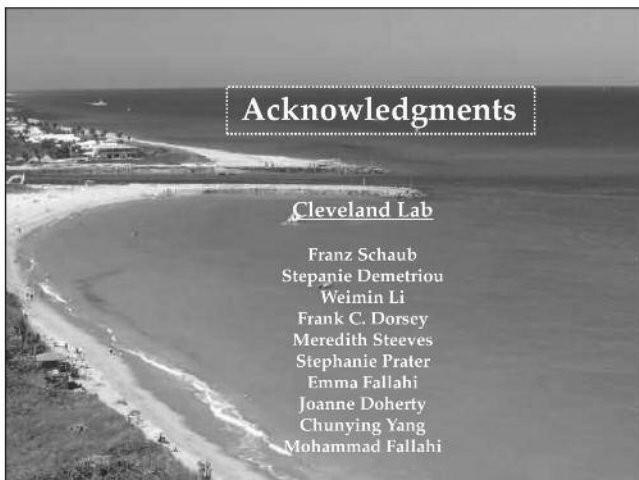 Acknowledgments
Cleveland Lab
Franz Schaub
Stepanie Demetriou
Weimin Li
Frank C. Dorsey
Meredith Steeves
Stephanie Prater
Emma Fallahi
Joanne Doherty
Chunying Yang
Mohammad Fallahi